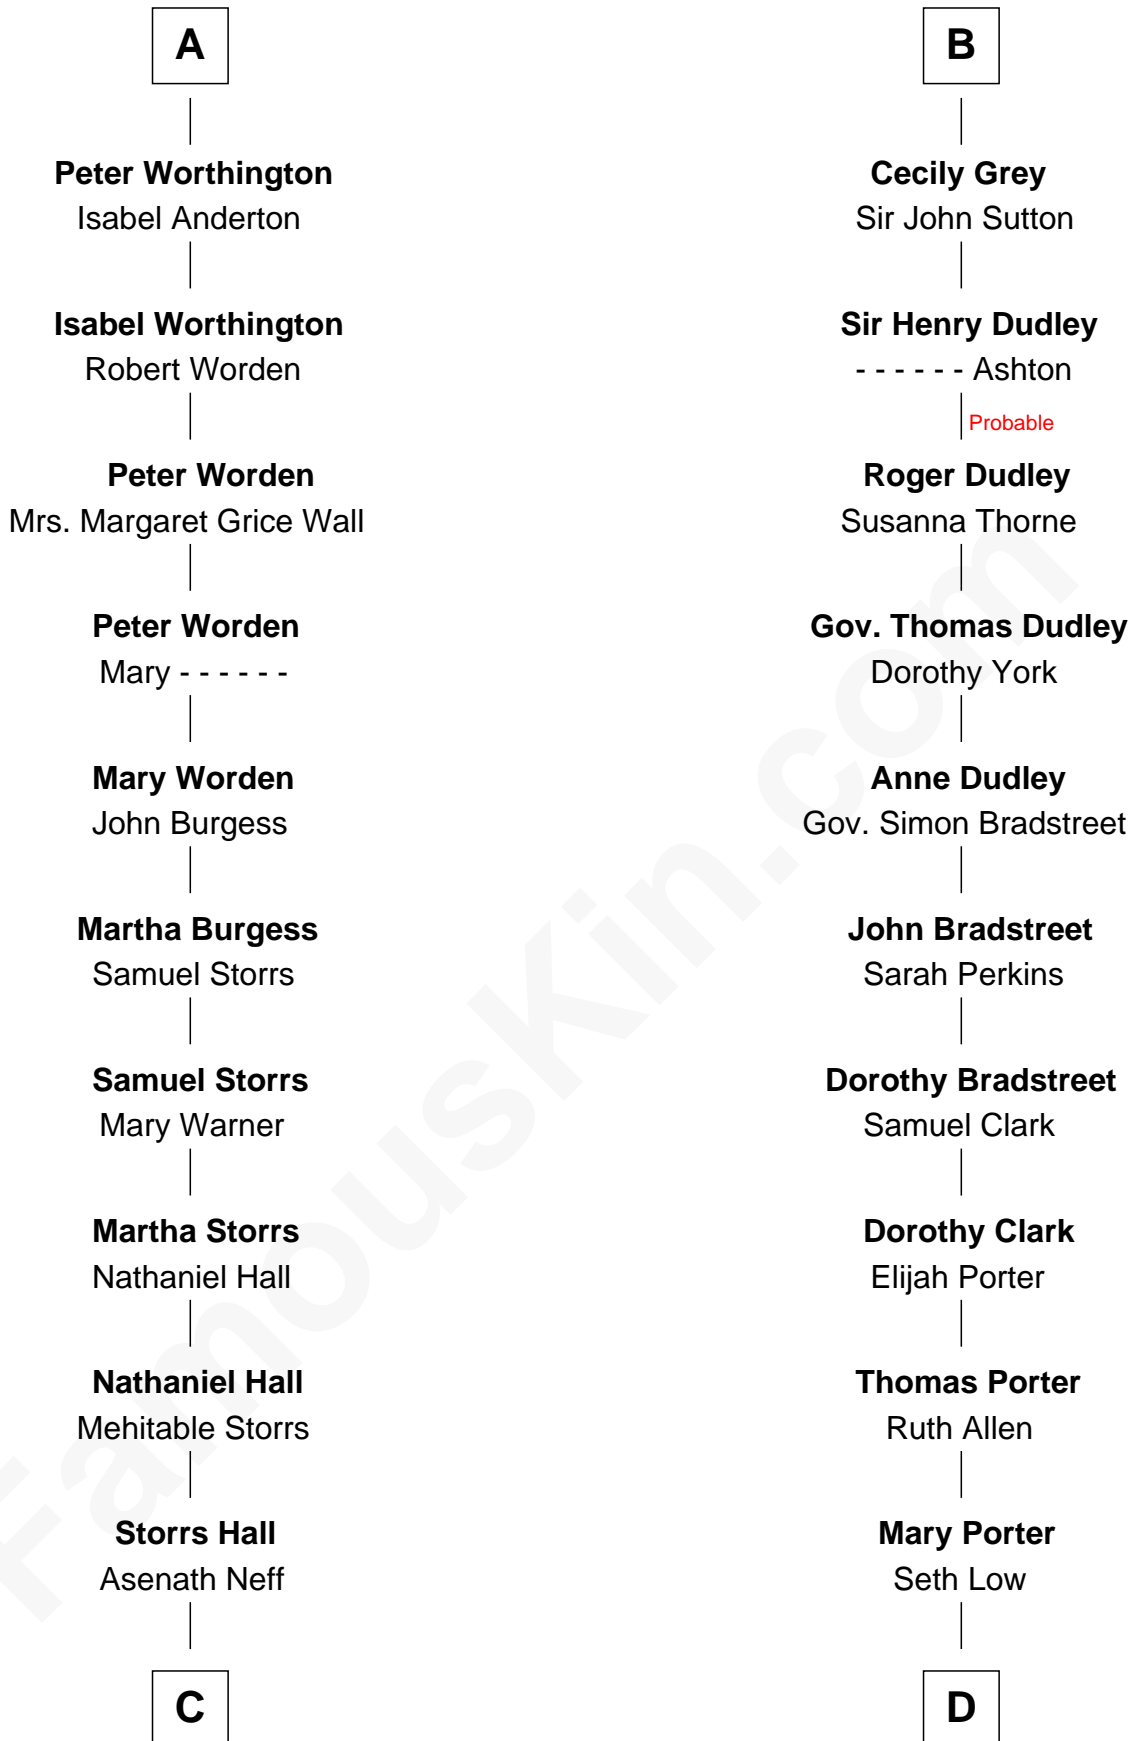 A
Peter Worthington
Isabel Anderton
Isabel Worthington
Robert Worden
Peter Worden
Mrs. Margaret Grice Wall
Peter Worden
Mary - - - - - -
Mary Worden
John Burgess
Martha Burgess
Samuel Storrs
Samuel Storrs
Mary Warner
Martha Storrs
Nathaniel Hall
Nathaniel Hall
Mehitable Storrs
Storrs Hall
Asenath Neff
C
B
Cecily Grey
Sir John Sutton
Sir Henry Dudley
- - - - - - Ashton
Probable
Roger Dudley
Susanna Thorne
Gov. Thomas Dudley
Dorothy York
Anne Dudley
Gov. Simon Bradstreet
John Bradstreet
Sarah Perkins
Dorothy Bradstreet
Samuel Clark
Dorothy Clark
Elijah Porter
Thomas Porter
Ruth Allen
Mary Porter
Seth Low
D
FamousKin.com